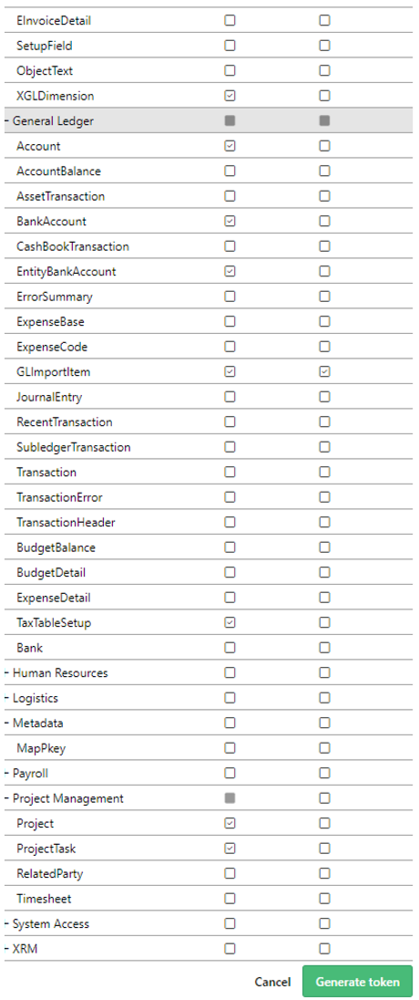 EInvoiceDetail
SetupField
ObjectText
XGLDimension
- General Ledger
Account
AccountBalance
AssetTransaction
BankAccount
CashBookTransaction
EntityBankAccount
ErrorSummary
ExpenseBase
ExpenseCode
GLImportItem
JournalEntry
RecentTransaction
SubledgerTransaction
Transaction
TransactionError
TransactionHeader
BudgetBalance
BudgetDetail
ExpenseDetail
TaxTableSetup
Bank
- Human Resources
- Logistics
- Metadata
MapPkey
- Payroll
- Project Management
Project
ProjectTask
RelatedParty
Timesheet
- System Access
- XRM
Cancel Generate token